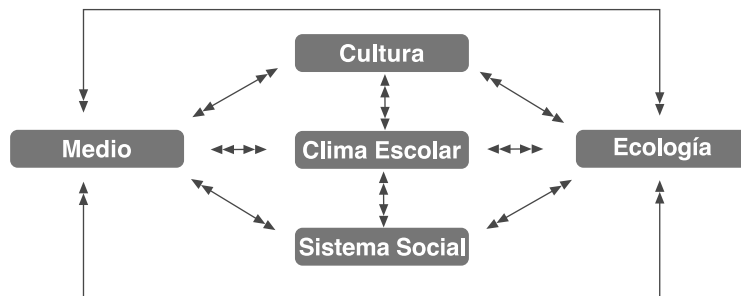 Cultura
Medio
Clima Escolar
Ecología
Sistema Social